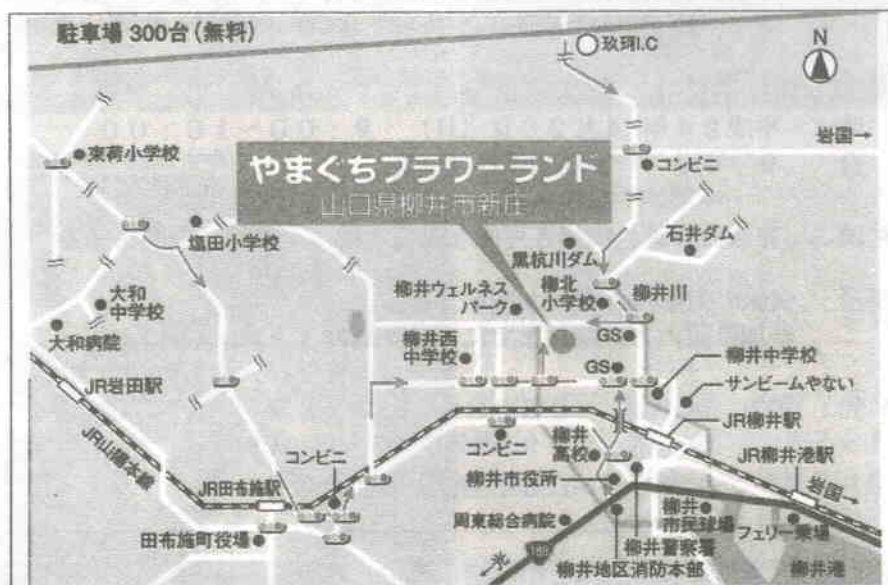 駐車場 300台(無料)
玖珂I.C
N
岩国→
コンビニ
東荷小学校
やまぐちフラワーランド
山口県柳井市新庄
塩田小学校
石井ダム
黒杭川ダム
柳北
小学校
柳井川
柳井ウェルネス
パーク
大和
中学校
大和病院
GS
柳井西
中学校
GS
柳井中学校
サンビームやない
JR岩田駅
JR山陽本線
JR柳井駅
コンビニ
コンビニ
柳井
高校
JR柳井港駅
柳井市役所
岩国→
JR田布施駅
周東総合病院
柳井
市民球場
フェリー乗場
田布施町役場
柳井警察署
188
←光
柳井地区消防本部
柳井港